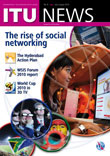 ITU NEWS
The rise of social
networking
The Hyderabad
Action Plan
WSIS Forum
2010 report
World Cup
2010 in
3D TV